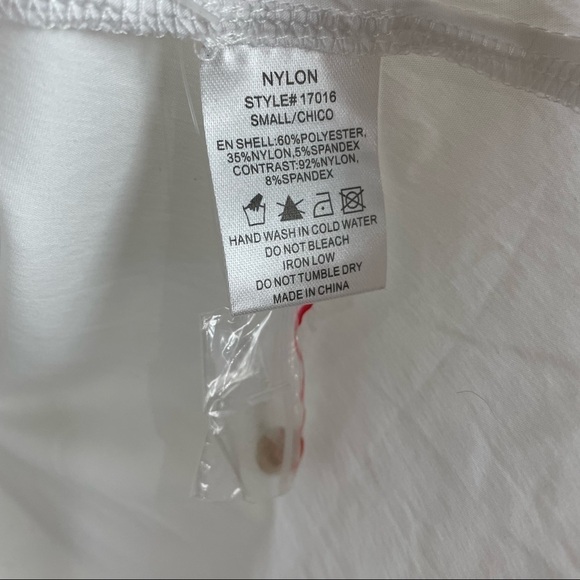 NYLON
STYLE# 17016
SMALL/CHICO
EN SHELL:60%POLYESTER,
35%NYLON,5%SPANDEX
CONTRAST:92%NYLON,
8%SPANDEX
HAND WASH IN COLD WATER
DO NOT BLEACH
IRON LOW
DO NOT TUMBLE DRY
MADE IN CHINA